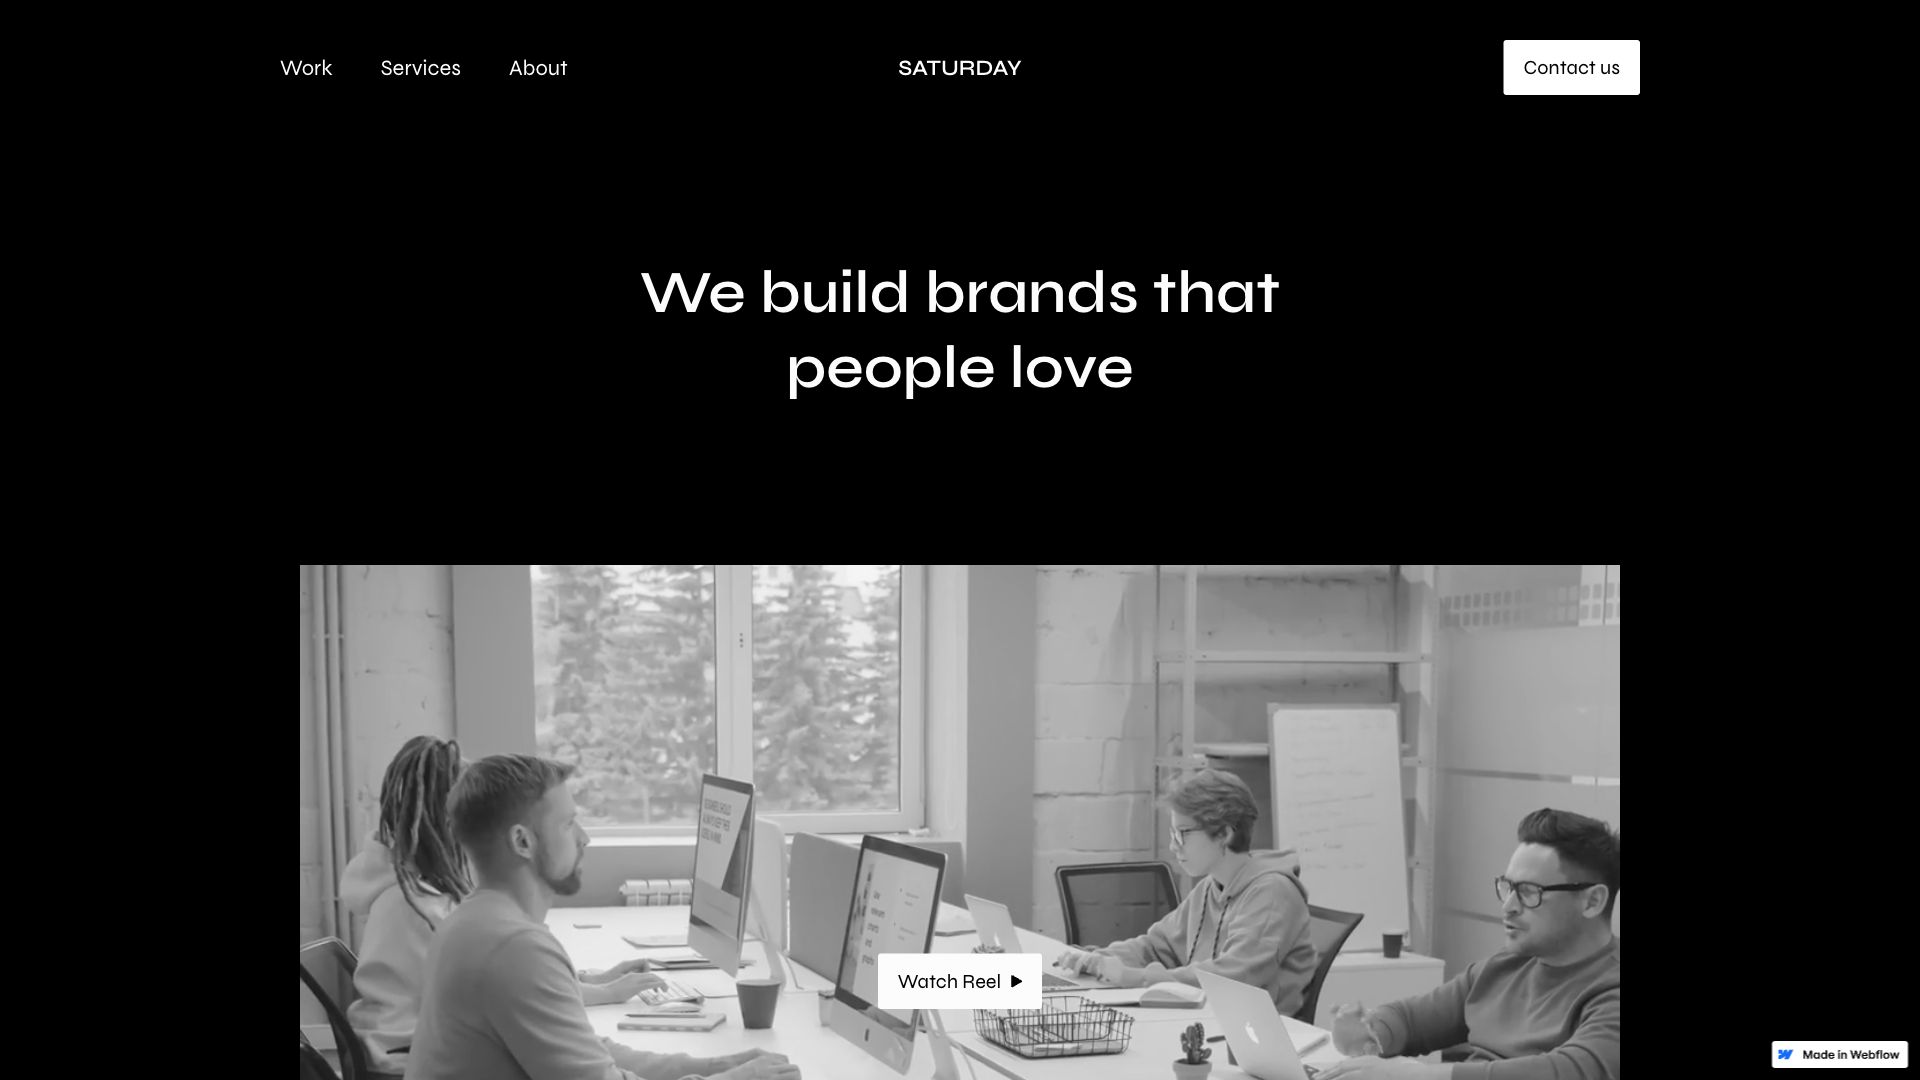 Work
Services
About
SATURDAY
Contact us
We build brands that
people love
Watch Reel
Made in Webflow